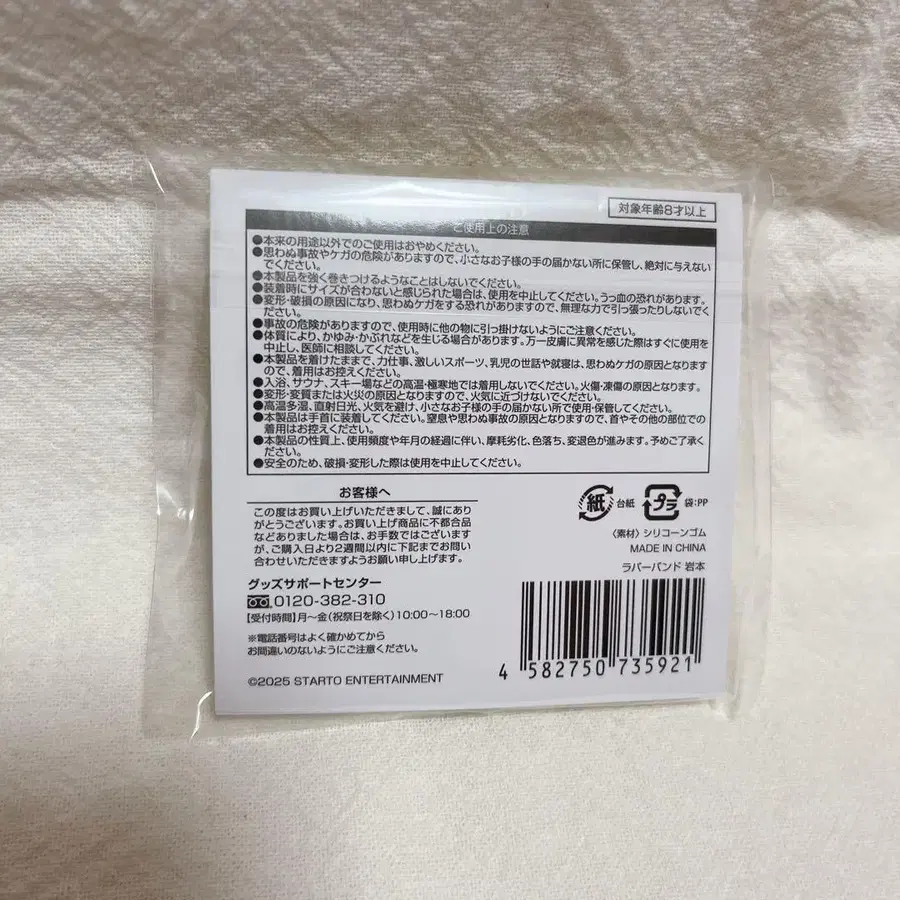 対象年齢8才以上
ご使用上の注意
●本来の用途以外でのご使用はおやめください。
●思わぬ事故やケガの危険がありますので、小さなお子様の手の届かない所に保管し、絶対に与えない
でください。
●本製品を強く巻きつけるようなことはしないでください。
●装着時にサイズが合わないと感じられた場合は、使用を中止してください。うっ血の恐れがあります。
●変形・破損の原因になり、思わぬケガをする恐れがありますので、無理な力で引っ張ったりしないでく
ださい。
●事故の危険がありますので、使用時に他の物に引っ掛けないようにご注意ください。
●体質により、かゆみ・かぶれなどを生じる場合があります。万一皮膚に異常を感じた際はすぐに使用を
中止し、医師に相談してください。
●本製品を着けたままで、力仕事、激しいスポーツ、乳児の世話や就寝は、思わぬケガの原因となります
ので、着用はお控えください。
●入浴、サウナ、スキー場などの高温・極寒地では着用しないでください。火傷・凍傷の原因となります。
●変形・変質または火災の原因となりますので、火気に近づけないでください。
●高温多湿、直射日光、火気を避け、小さなお子様の手の届かない所で使用・保管してください。
●本製品は手首に装着してください。窒息や思わぬ事故の原因となりますので、首やその他の部位での
着用はお控えください。
●本製品の性質上、使用頻度や年月の経過に伴い、摩耗劣化、色落ち、変退色が進みます。予めご了承く
ださい。
●安全のため、破損・変形した際は使用を中止してください。
お客様へ
この度はお買い上げいただきまして、誠にあり
がとうございます。お買い上げ商品に不都合品
などありました場合は、お手数ではございます
が、ご購入日より2週間以内に下記までお問い
合わせいただきますようお願い申し上げます。
グッズサポートセンター
0120-382-310
【受付時間】月～金（祝祭日を除く）10:00～18:00
※電話番号はよく確かめてから
お間違いのないようにご注意ください。
©2025 STARTO ENTERTAINMENT
紙 台紙 プラ 袋:PP
〈素材〉シリコーンゴム
MADE IN CHINA
ラバーバンド 岩本
4 582750 735921